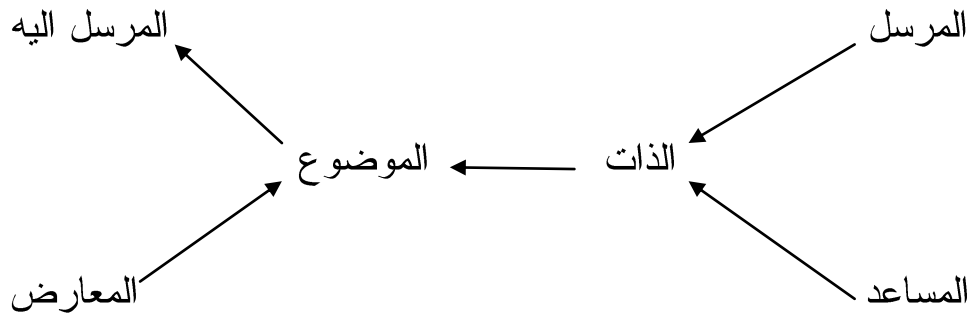 المرسل
المرسل اليه
الذات
الموضوع
المساعد
المعارض